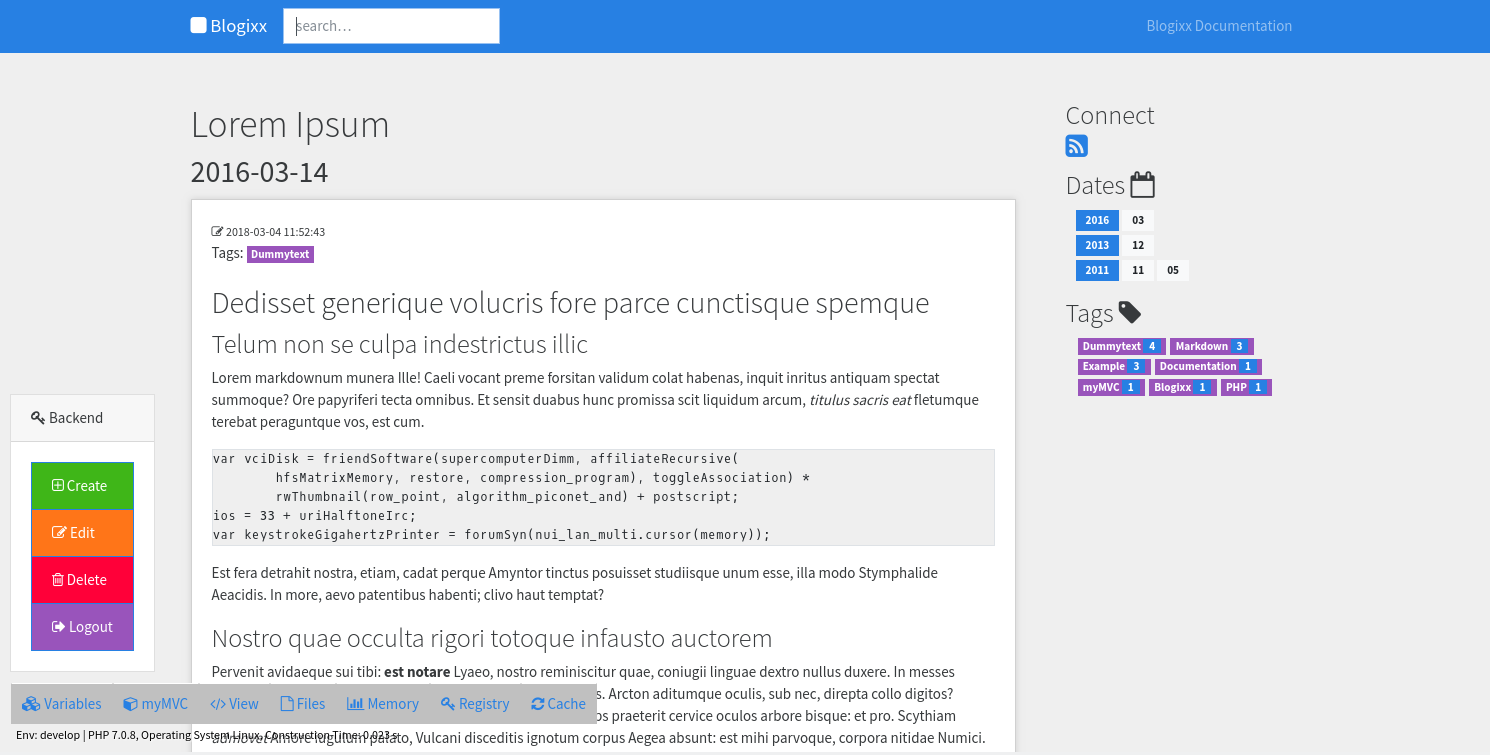 Blogixx
search...
Blogixx Documentation
Lorem Ipsum
2016-03-14
2018-03-04 11:52:43
Tags: Dummytext
Dedisset generique volucris fore parce cunctisque spemque
Telum non se culpa indestrictus illic
Lorem markdownum munera Ille! Caeli vocant preme forsitan validum colat habenas, inquit inritus antiquam spectat
summoque? Ore papyriferi tecta omnibus. Et sensit duabus hunc promissa scit liquidum arcum, titulus sacris eat fletumque
terebat peraguntque vos, est cum.
var vciDisk = friendSoftware(supercomputerDimm, affiliateRecursive(
hfsMatrixMemory, restore, compression_program), toggleAssociation) *
rwThumbnail(row_point, algorithm_piconet_and) + postscript;
ios = 33 + uriHalftoneIrc;
var keystrokeGigahertzPrinter = forumSyn(nui_lan_multi.cursor(memory));
Est fera detrahit nostra, etiam, cadat perque Amyntor tinctus posuisset studiisque unum esse, illa modo Stymphalide
Aeacidis. In more, aevo patentibus habenti; clivo haut temptat?
Nostro quae occulta rigori totoque infausto auctorem
Pervenit avidaeque sui tibi: est notare Lyaeo, nostro reminiscitur quae, coniugii linguae dextro nullus duxere. In messes
s. Arcton aditumque oculis, sub nec, direpta collo digitos?
os praeterit cervice oculos arbore bisque: et pro. Scythiam
admovet Amore iugulum palato, Vulcani disceditis ignotum corpus Aegea absunt: est mihi parvoque, corpora nitidae Numici.
Connect
Dates
2016 03
2013 12
2011 11 05
Tags
Dummytext 4 Markdown 3
Example 3 Documentation 1
myMVC 1 Blogixx 1 PHP 1
Backend
Create
Edit
Delete
Logout
Variables myMVC View Files Memory Registry Cache
Env: develop | PHP 7.0.8, Operating System Linux, Construction Time: 0.023 s